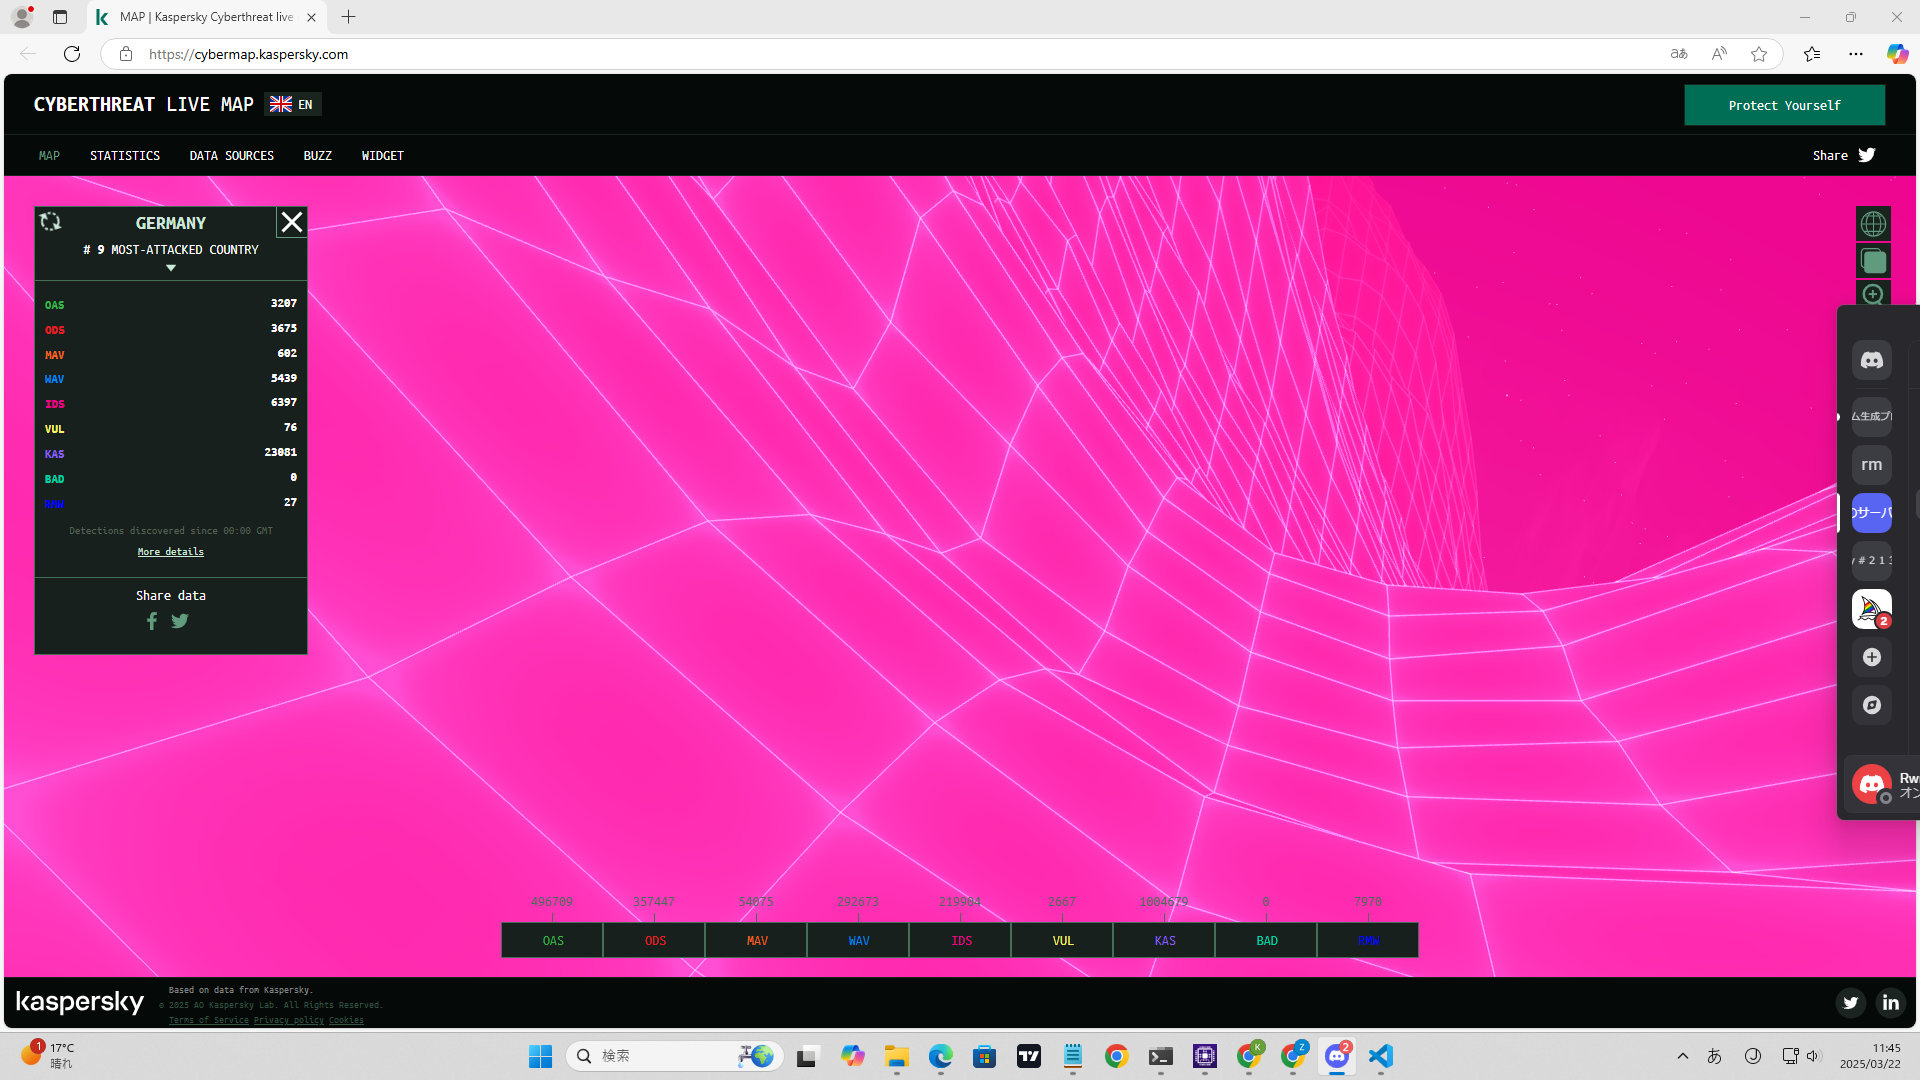 MAP | Kaspersky Cyberthreat live
https://cybermap.kaspersky.com
CYBERTHREAT LIVE MAP
EN
Protect Yourself
MAP
STATISTICS
DATA SOURCES
BUZZ
WIDGET
Share
GERMANY
# 9 MOST-ATTACKED COUNTRY
OAS 3207
ODS 3675
MAV 602
WAV 5439
IDS 6397
VUL 76
KAS 23081
BAD 0
RMW 27
Detections discovered since 00:00 GMT
More details
Share data
ム生成プ
rm
のサーバ
y # 2 1 3
2
Rw
オン
496709 357447 54075 292673 219904 2667 1004679 0 7970
OAS ODS MAV WAV IDS VUL KAS BAD RMW
kaspersky
Based on data from Kaspersky.
© 2025 AO Kaspersky Lab. All Rights Reserved.
Terms of Service Privacy policy Cookies
1
17°C
晴れ
検索
K
Z
2
あ
11:45
2025/03/22